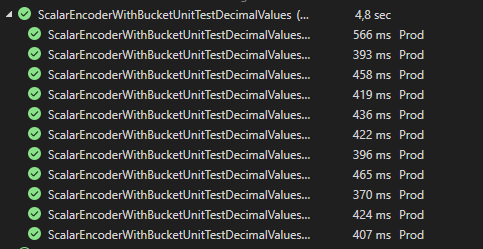 ScalarEncoderWithBucketUnitTestDecimalValues (... 4,8 sec
ScalarEncoderWithBucketUnitTestDecimalValues... 566 ms Prod
ScalarEncoderWithBucketUnitTestDecimalValues... 393 ms Prod
ScalarEncoderWithBucketUnitTestDecimalValues... 458 ms Prod
ScalarEncoderWithBucketUnitTestDecimalValues... 419 ms Prod
ScalarEncoderWithBucketUnitTestDecimalValues... 436 ms Prod
ScalarEncoderWithBucketUnitTestDecimalValues... 422 ms Prod
ScalarEncoderWithBucketUnitTestDecimalValues... 396 ms Prod
ScalarEncoderWithBucketUnitTestDecimalValues... 465 ms Prod
ScalarEncoderWithBucketUnitTestDecimalValues... 370 ms Prod
ScalarEncoderWithBucketUnitTestDecimalValues... 424 ms Prod
ScalarEncoderWithBucketUnitTestDecimalValues... 407 ms Prod